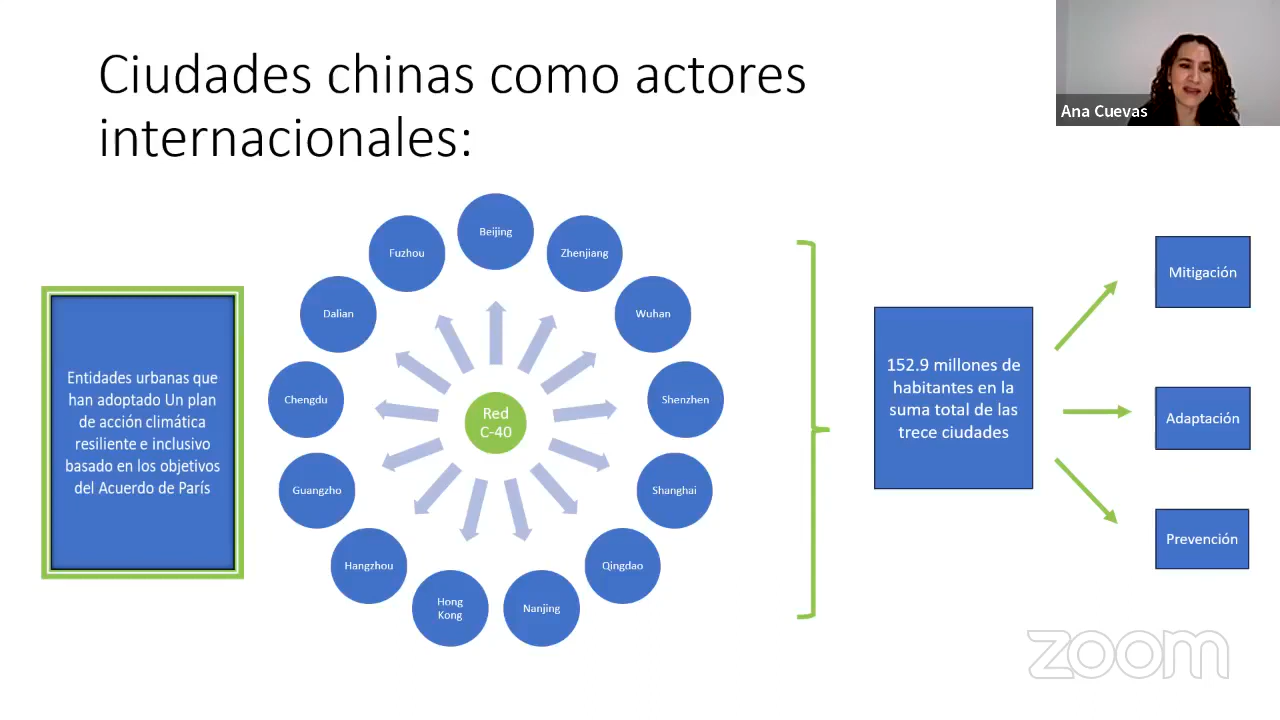 Ciudades chinas como actores
internacionales:
Ana Cuevas
Entidades urbanas que
han adoptado Un plan
de acción climática
resiliente e inclusivo
basado en los objetivos
del Acuerdo de París
Red
C-40
Beijing
Zhenjiang
Wuhan
Shenzhen
Shanghai
Qingdao
Nanjing
Hong
Kong
Hangzhou
Guangzho
Chengdu
Dalian
Fuzhou
152.9 millones de
habitantes en la
suma total de las
trece ciudades
Mitigación
Adaptación
Prevención
zoom